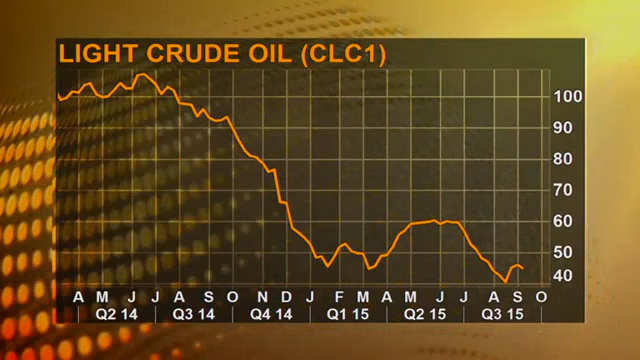 LIGHT CRUDE OIL (CLC1)
100
90
80
70
60
50
40
A M J J A S O N D J F M A M J J A S O
Q2 14 Q3 14 Q4 14 Q1 15 Q2 15 Q3 15